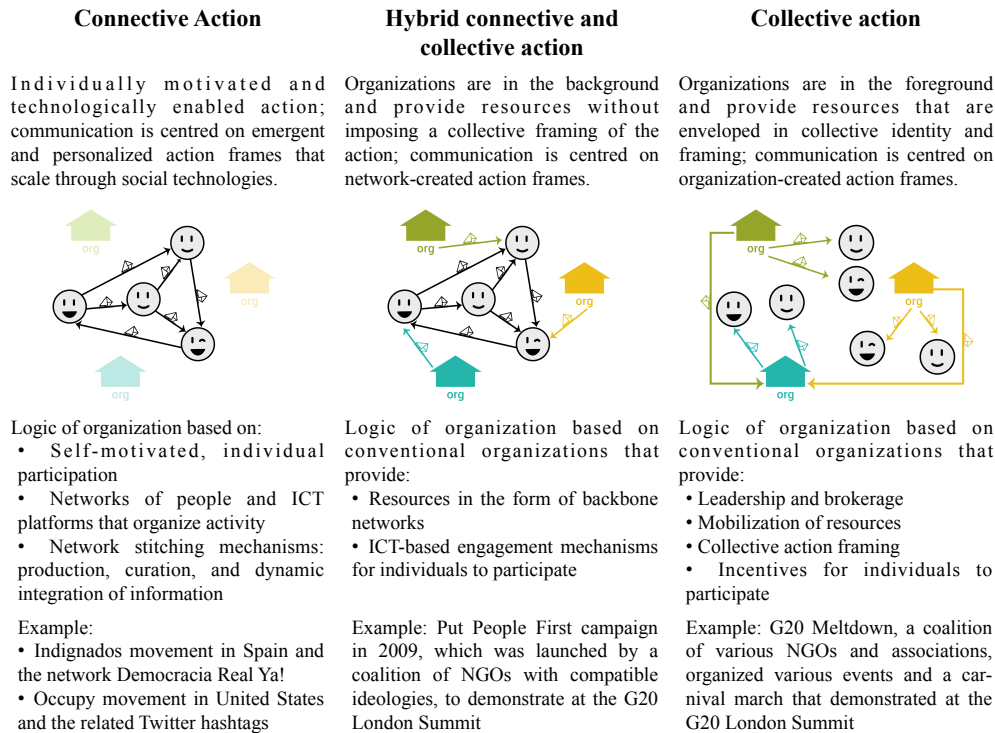 Connective Action
Individually motivated and
technologically enabled action;
communication is centred on emergent
and personalized action frames that
scale through social technologies.
org
org
org
Logic of organization based on:
• Self-motivated, individual
participation
• Networks of people and ICT
platforms that organize activity
• Network stitching mechanisms:
production, curation, and dynamic
integration of information
Example:
• Indignados movement in Spain and
the network Democracia Real Ya!
• Occupy movement in United States
and the related Twitter hashtags
Hybrid connective and
collective action
Organizations are in the background
and provide resources without
imposing a collective framing of the
action; communication is centred on
network-created action frames.
org
org
org
Logic of organization based on
conventional organizations that
provide:
• Resources in the form of backbone
networks
• ICT-based engagement mechanisms
for individuals to participate
Example: Put People First campaign
in 2009, which was launched by a
coalition of NGOs with compatible
ideologies, to demonstrate at the G20
London Summit
Collective action
Organizations are in the foreground
and provide resources that are
enveloped in collective identity and
framing; communication is centred on
organization-created action frames.
org
org
org
Logic of organization based on
conventional organizations that
provide:
• Leadership and brokerage
• Mobilization of resources
• Collective action framing
• Incentives for individuals to
participate
Example: G20 Meltdown, a coalition
of various NGOs and associations,
organized various events and a car-
nival march that demonstrated at the
G20 London Summit